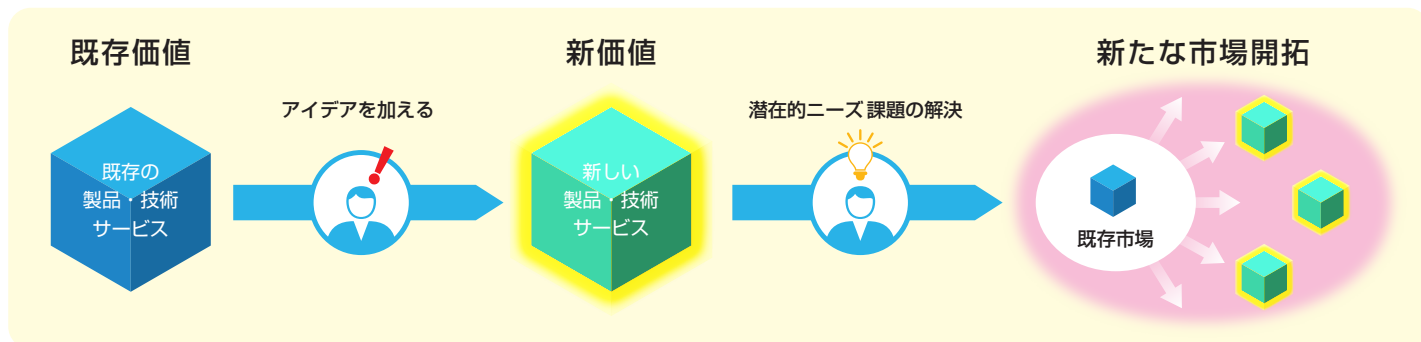 既存価値
新価値
新たな市場開拓
アイデアを加える
潜在的ニーズ 課題の解決
既存の
製品・技術
サービス
新しい
製品・技術
サービス
既存市場